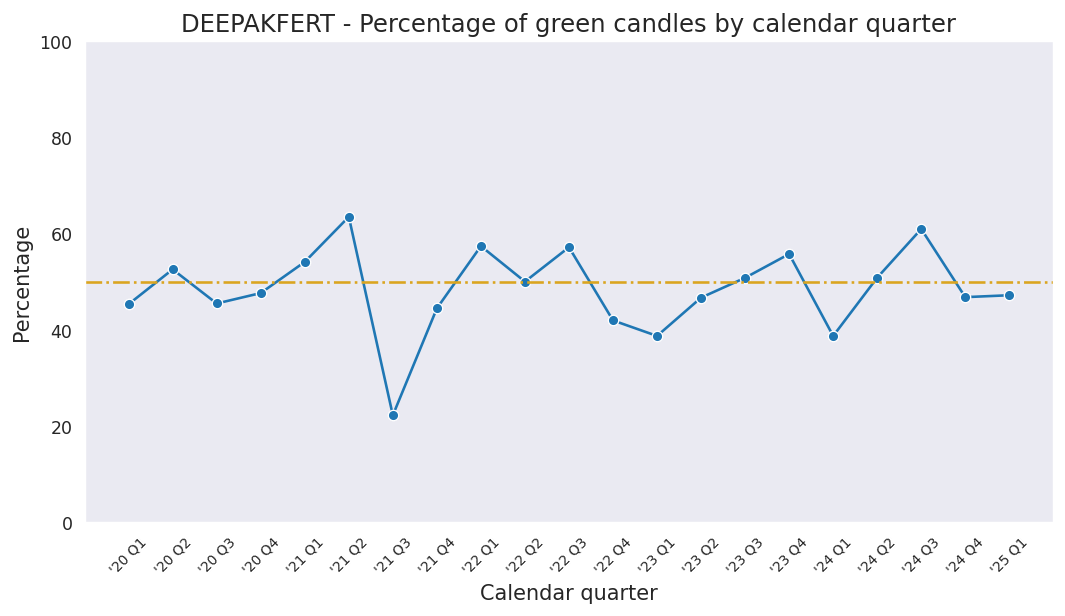 DEEPAKFERT - Percentage of green candles by calendar quarter
Percentage
100
80
60
40
20
0
'20 Q1
'20 Q2
'20 Q3
'20 Q4
'21 Q1
'21 Q2
'21 Q3
'21 Q4
'22 Q1
'22 Q2
'22 Q3
'22 Q4
'23 Q1
'23 Q2
'23 Q3
'23 Q4
'24 Q1
'24 Q2
'24 Q3
'24 Q4
'25 Q1
Calendar quarter